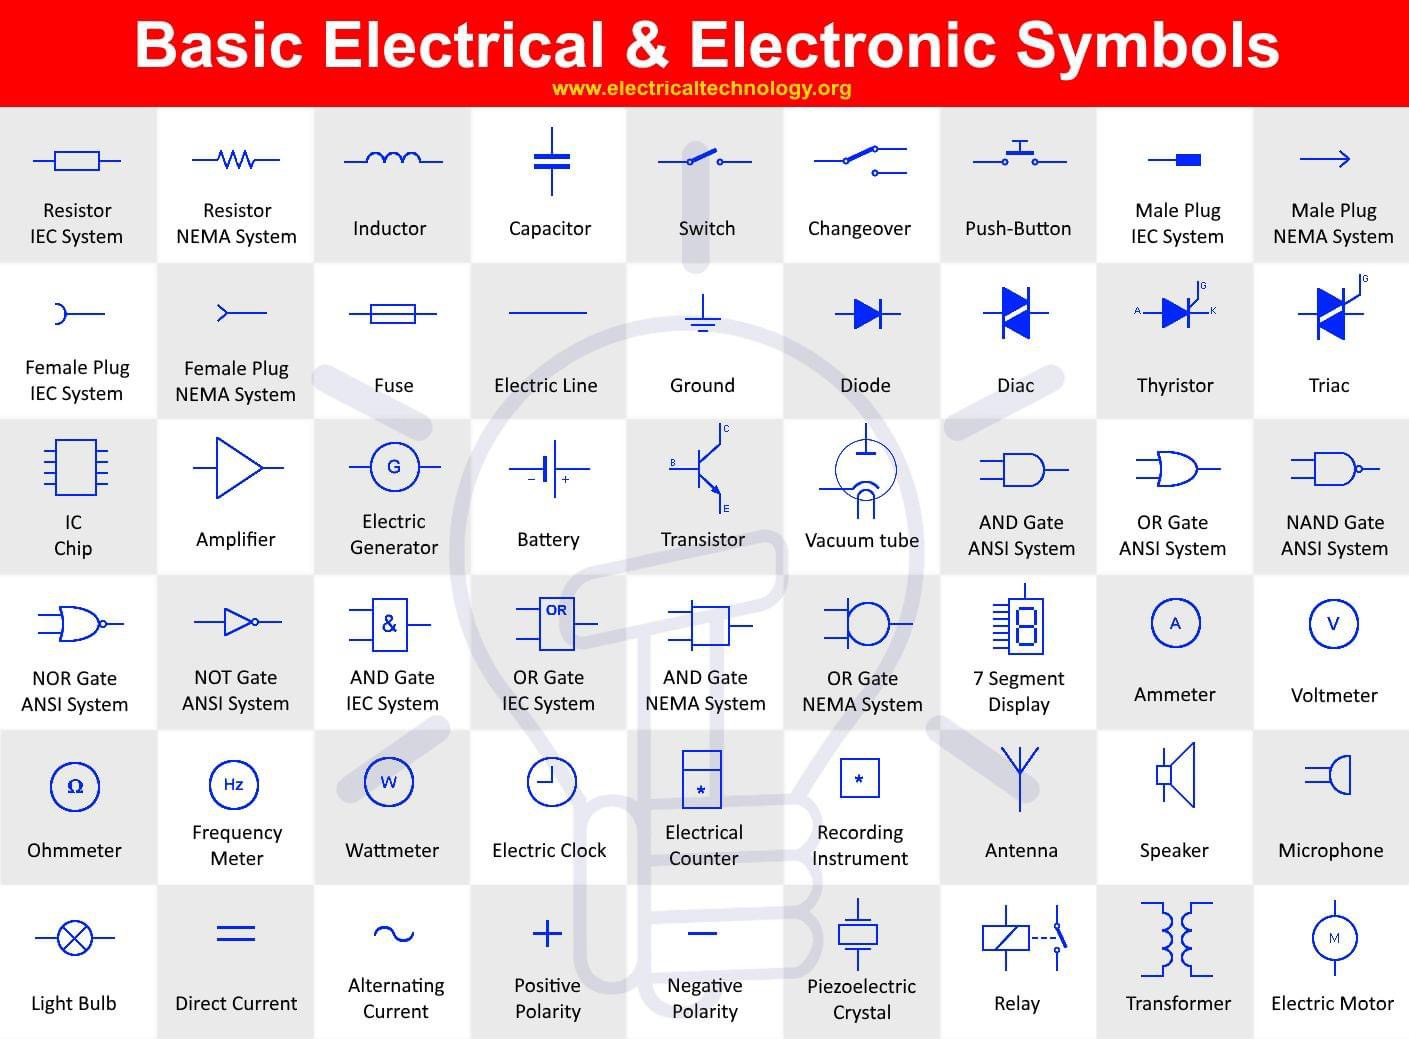 Basic Electrical & Electronic Symbols
www.electricaltechnology.org
Resistor
IEC System
Resistor
NEMA System
Inductor
Capacitor
Switch
Changeover
Push-Button
Male Plug
IEC System
Male Plug
NEMA System
Female Plug
IEC System
Female Plug
NEMA System
Fuse
Electric Line
Ground
Diode
Diac
A
G
K
Thyristor
G
Triac
IC
Chip
Amplifier
G
Electric
Generator
− +
Battery
C
B
E
Transistor
Vacuum tube
AND Gate
ANSI System
OR Gate
ANSI System
NAND Gate
ANSI System
NOR Gate
ANSI System
NOT Gate
ANSI System
&
AND Gate
IEC System
OR
OR Gate
IEC System
AND Gate
NEMA System
OR Gate
NEMA System
7 Segment
Display
A
Ammeter
V
Voltmeter
Ω
Ohmmeter
Hz
Frequency
Meter
W
Wattmeter
Electric Clock
*
Electrical
Counter
*
Recording
Instrument
Antenna
Speaker
Microphone
Light Bulb
Direct Current
Alternating
Current
Positive
Polarity
Negative
Polarity
Piezoelectric
Crystal
Relay
Transformer
M
Electric Motor